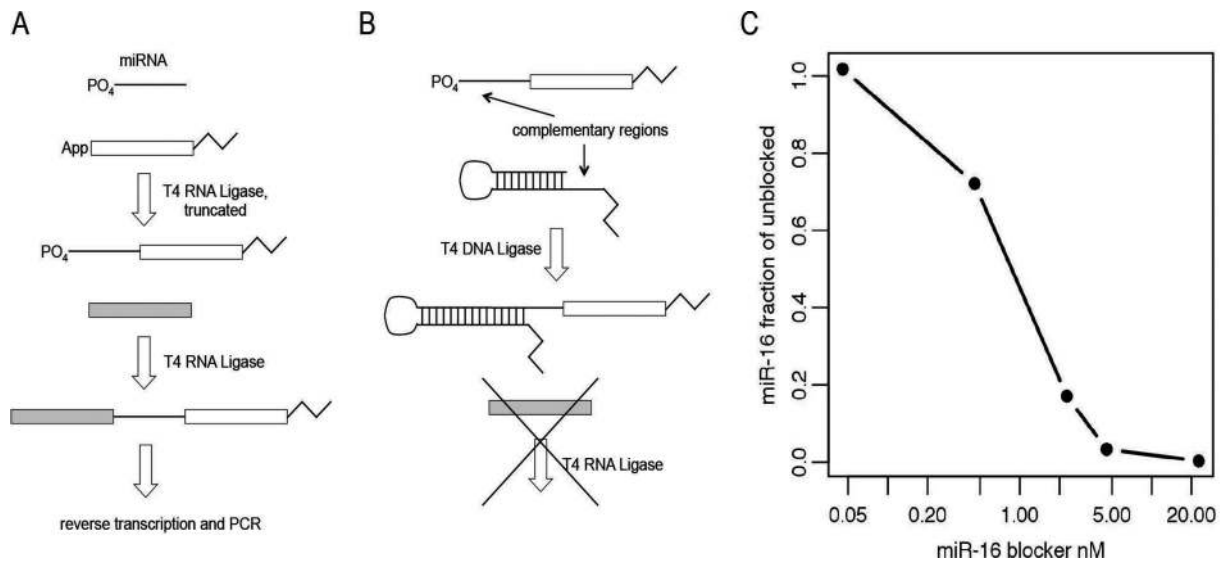 A
miRNA
PO4
App
T4 RNA Ligase,
truncated
PO4
T4 RNA Ligase
reverse transcription and PCR
B
PO4
complementary regions
T4 DNA Ligase
T4 RNA Ligase
C
miR-16 fraction of unblocked
1.0
0.8
0.6
0.4
0.2
0.0
0.05 0.20 1.00 5.00 20.00
miR-16 blocker nM